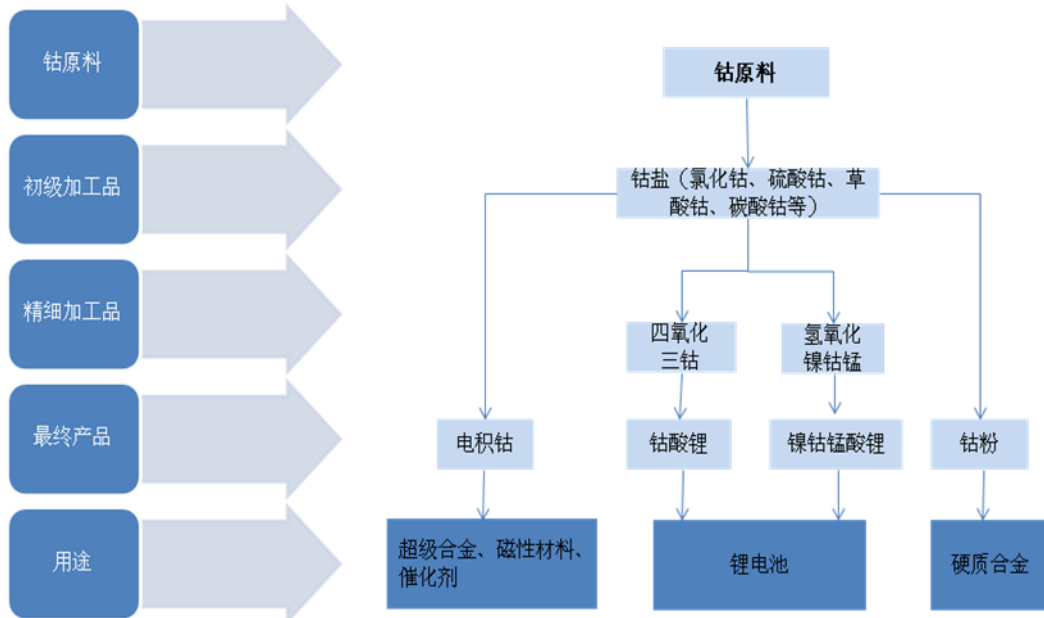 钴原料
钴原料
初级加工品
钴盐（氯化钴、硫酸钴、草
酸钴、碳酸钴等）
精细加工品
四氧化
三钴
氢氧化
镍钴锰
最终产品
电积钴
钴酸锂
镍钴锰酸锂
钴粉
用途
超级合金、磁性材料、
催化剂
锂电池
硬质合金